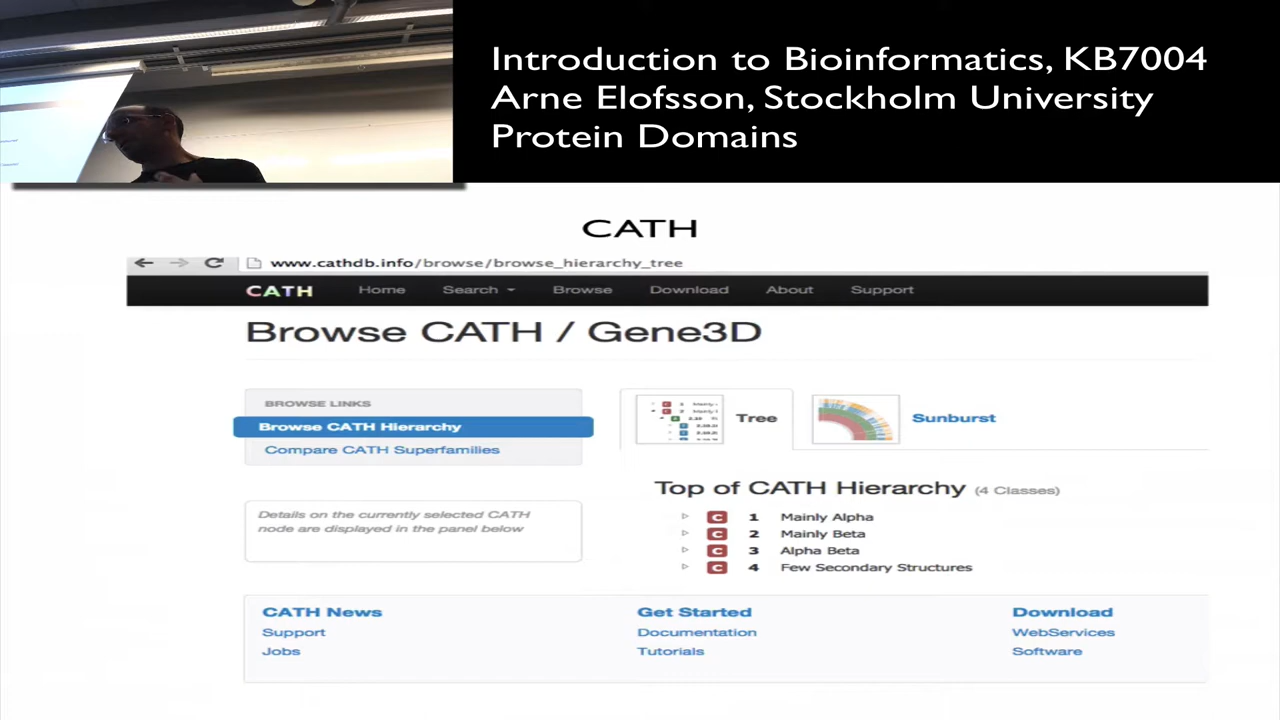 Introduction to Bioinformatics, KB7004
Arne Elofsson, Stockholm University
Protein Domains
CATH
www.cathdb.info/browse/browse_hierarchy_tree
CATH Home Search Browse Download About Support
Browse CATH / Gene3D
BROWSE LINKS
Browse CATH Hierarchy
Compare CATH Superfamilies
Details on the currently selected CATH
node are displayed in the panel below
Tree
Sunburst
Top of CATH Hierarchy (4 Classes)
C 1 Mainly Alpha
C 2 Mainly Beta
C 3 Alpha Beta
C 4 Few Secondary Structures
CATH News
Support
Jobs
Get Started
Documentation
Tutorials
Download
WebServices
Software